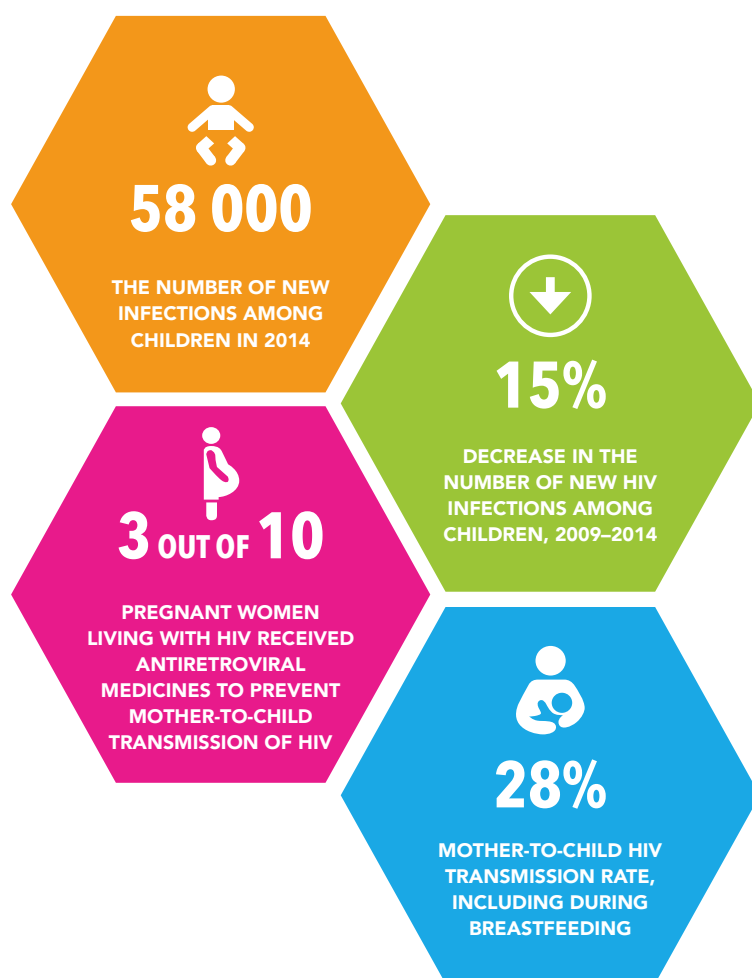 58 000
THE NUMBER OF NEW
INFECTIONS AMONG
CHILDREN IN 2014
15%
DECREASE IN THE
NUMBER OF NEW HIV
INFECTIONS AMONG
CHILDREN, 2009–2014
3 OUT OF 10
PREGNANT WOMEN
LIVING WITH HIV RECEIVED
ANTIRETROVIRAL
MEDICINES TO PREVENT
MOTHER-TO-CHILD
TRANSMISSION OF HIV
28%
MOTHER-TO-CHILD HIV
TRANSMISSION RATE,
INCLUDING DURING
BREASTFEEDING